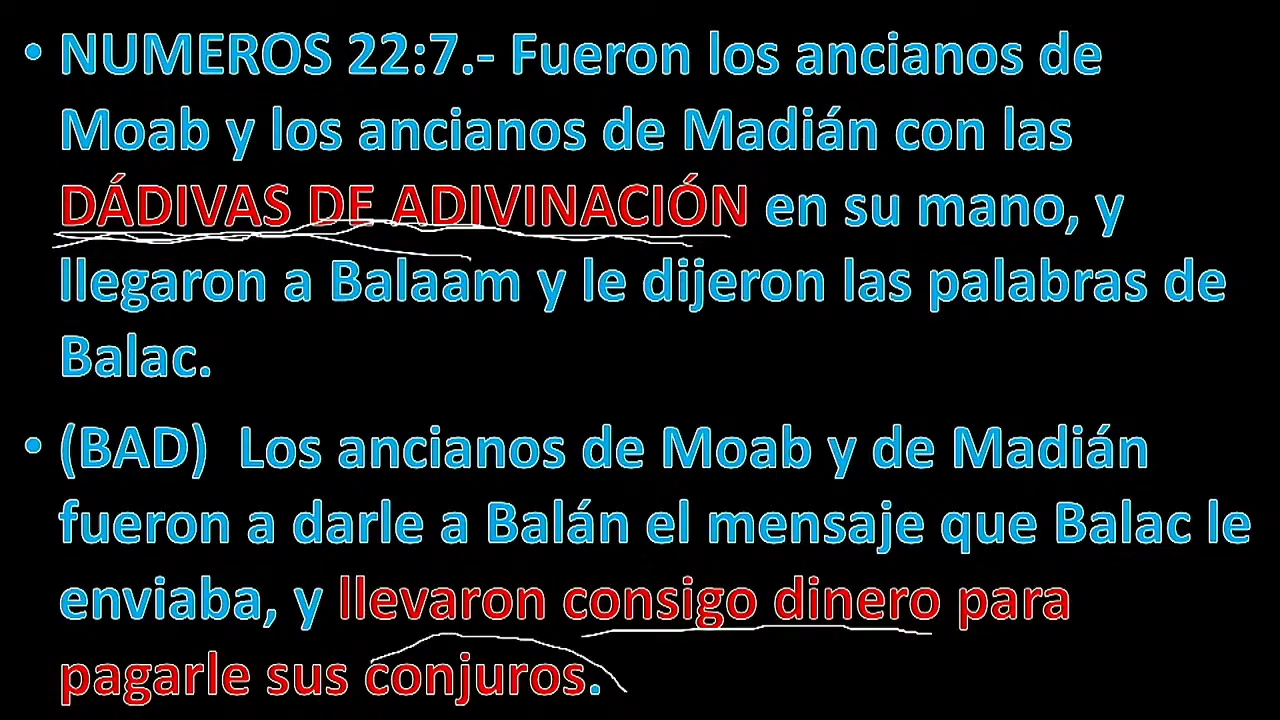 • NUMEROS 22:7.- Fueron los ancianos de
Moab y los ancianos de Madián con las
DÁDIVAS DE ADIVINACIÓN en su mano, y
llegaron a Balaam y le dijeron las palabras de
Balac.
• (BAD)  Los ancianos de Moab y de Madián
fueron a darle a Balán el mensaje que Balac le
enviaba, y llevaron consigo dinero para
pagarle sus conjuros.